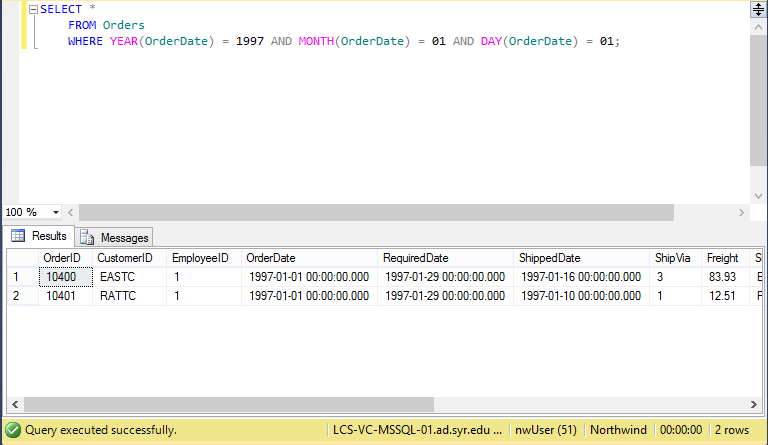 SELECT *
FROM Orders
WHERE YEAR(OrderDate) = 1997 AND MONTH(OrderDate) = 01 AND DAY(OrderDate) = 01;
100 %
Results Messages
OrderID CustomerID EmployeeID OrderDate RequiredDate ShippedDate ShipVia Freight S
1 10400 EASTC 1 1997-01-01 00:00:00.000 1997-01-29 00:00:00.000 1997-01-16 00:00:00.000 3 83.93 E
2 10401 RATTC 1 1997-01-01 00:00:00.000 1997-01-29 00:00:00.000 1997-01-10 00:00:00.000 1 12.51
Query executed successfully. LCS-VC-MSSQL-01.ad.syr.edu ... nwUser (51) Northwind 00:00:00 2 rows